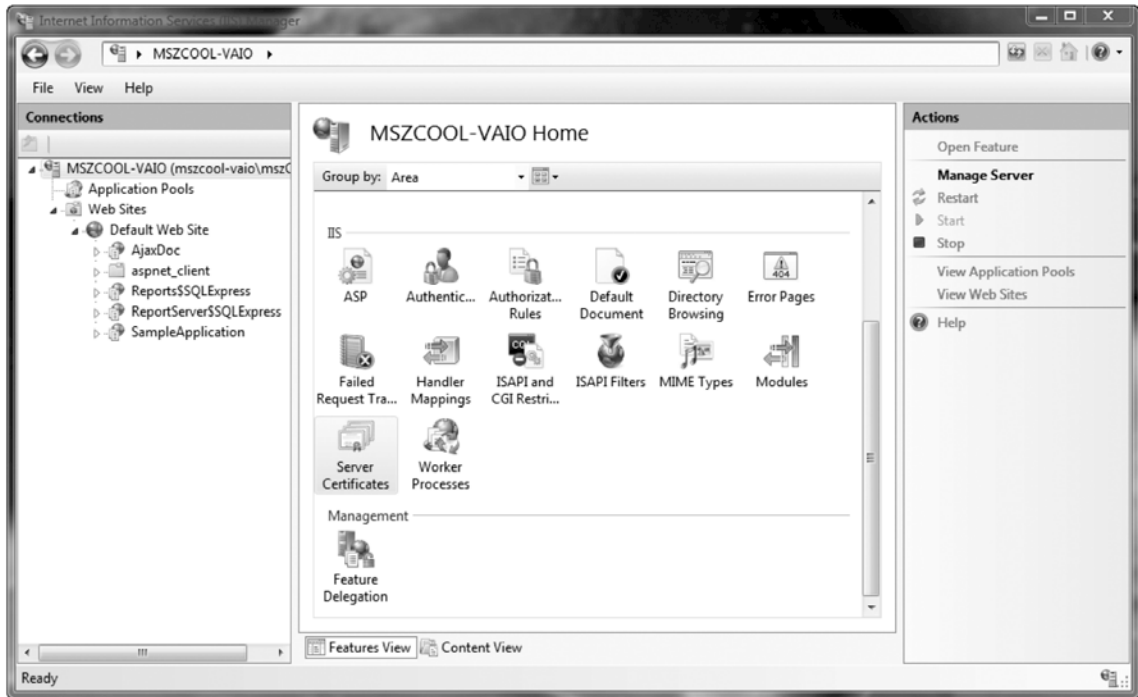 Internet Information Services (IIS) Manager
MSZCOOL-VAIO
File View Help
Connections
MSZCOOL-VAIO (mszcool-vaio\msz
Application Pools
Web Sites
Default Web Site
AjaxDoc
aspnet_client
Reports$SQLExpress
ReportServer$SQLExpress
SampleApplication
MSZCOOL-VAIO Home
Group by: Area
IIS
ASP Authentic... Authorizat... Default Directory Error Pages
Rules Document Browsing
Failed Handler ISAPI and ISAPI Filters MIME Types Modules
Request Tra... Mappings CGI Restri...
Server Worker
Certificates Processes
Management
Feature
Delegation
Features View Content View
Actions
Open Feature
Manage Server
Restart
Start
Stop
View Application Pools
View Web Sites
Help
Ready